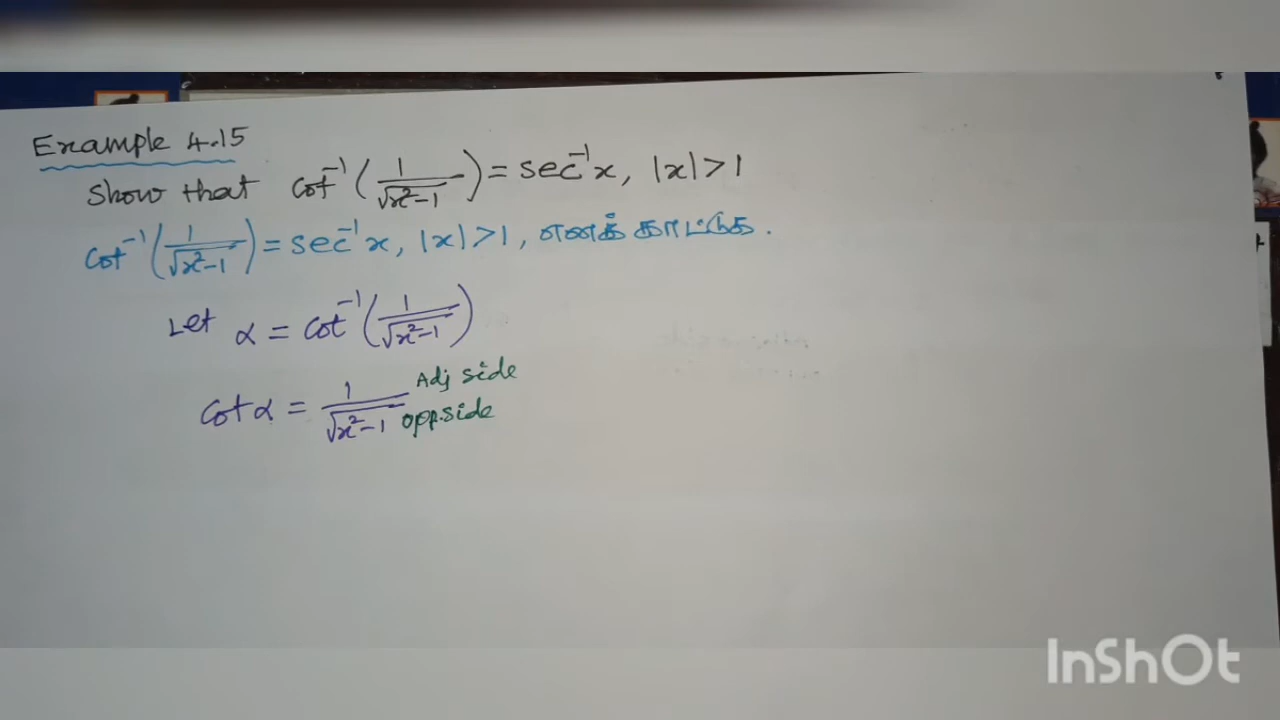 Example 4.15
Show that cot⁻¹(1/√x²-1) = sec⁻¹x, |x|>1
cot⁻¹(1/√x²-1) = sec⁻¹x, |x|>1, எனக் காட்டுக.
Let α = cot⁻¹(1/√x²-1)
cot α = 1/√x²-1 Adj side
opp.side
InShOt